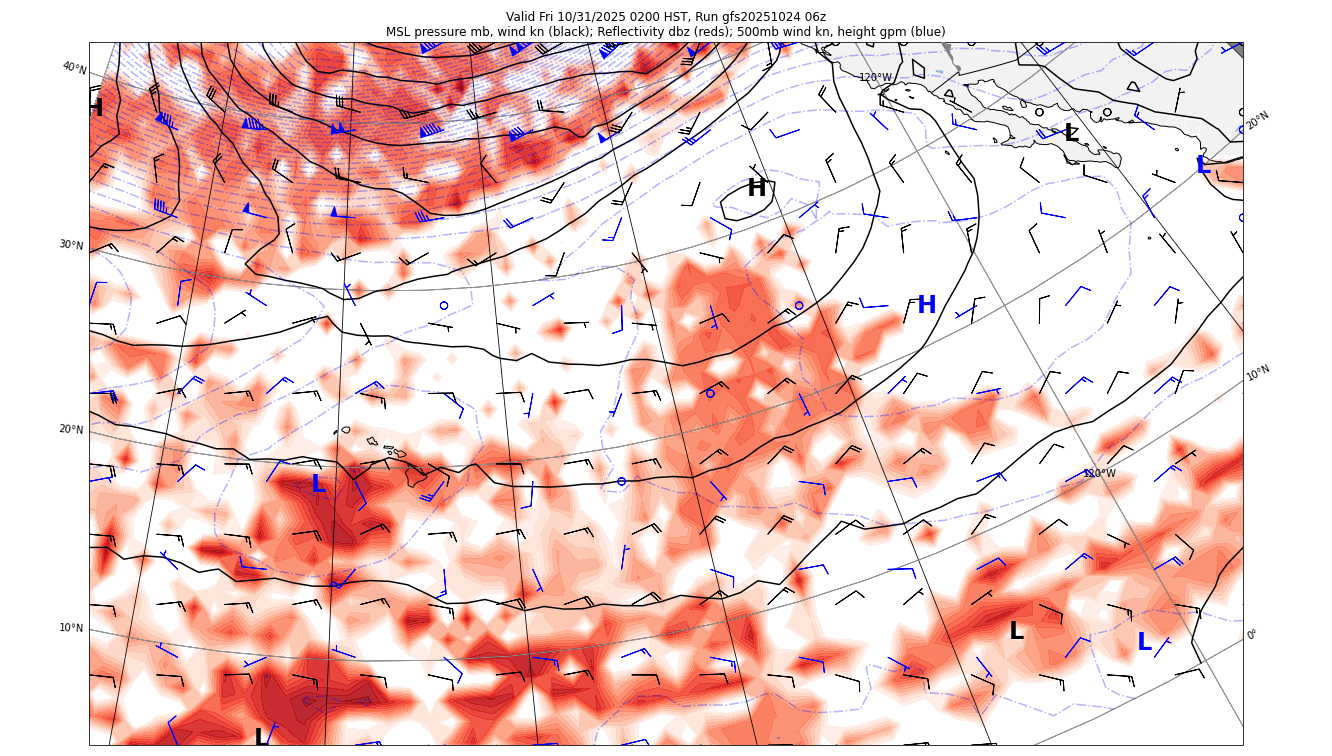 Valid Fri 10/31/2025 0200 HST, Run gfs20251024 06z
MSL pressure mb, wind kn (black); Reflectivity dbz (reds); 500mb wind kn, height gpm (blue)
40°N
120°W
H
20°N
L
L
H
30°N
H
10°N
20°N
120°W
L
10°N
L
0°
L
L